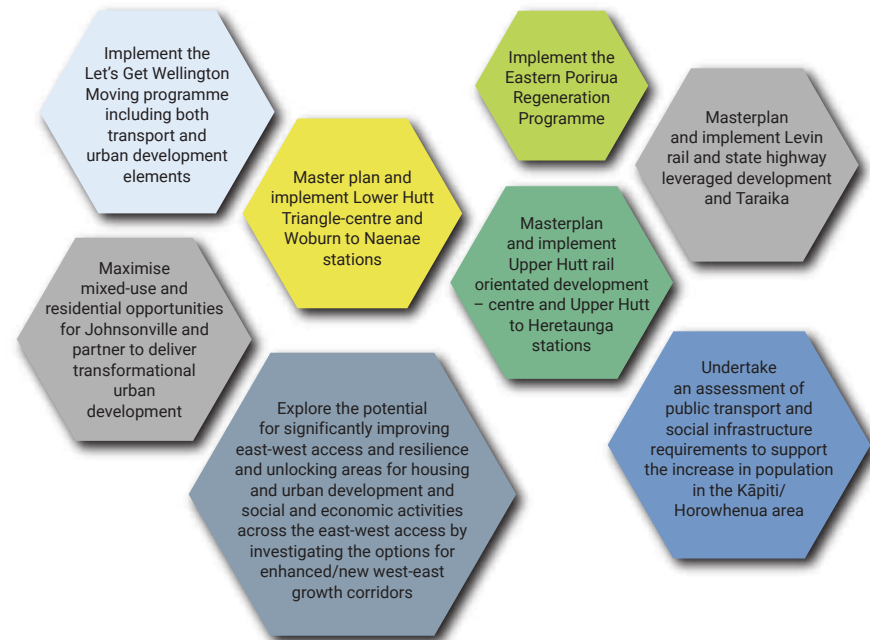 Implement the
Let's Get Wellington
Moving programme
including both
transport and
urban development
elements
Implement the
Eastern Porirua
Regeneration
Programme
Masterplan
and implement Levin
rail and state highway
leveraged development
and Taraika
Master plan and
implement Lower Hutt
Triangle-centre and
Woburn to Naenae
stations
Masterplan
and implement
Upper Hutt rail
orientated development
– centre and Upper Hutt
to Heretaunga
stations
Maximise
mixed-use and
residential opportunities
for Johnsonville and
partner to deliver
transformational
urban
development
Explore the potential
for significantly improving
east-west access and resilience
and unlocking areas for housing
and urban development and
social and economic activities
across the east-west access by
investigating the options for
enhanced/new west-east
growth corridors
Undertake
an assessment of
public transport and
social infrastructure
requirements to support
the increase in population
in the Kāpiti/
Horowhenua area